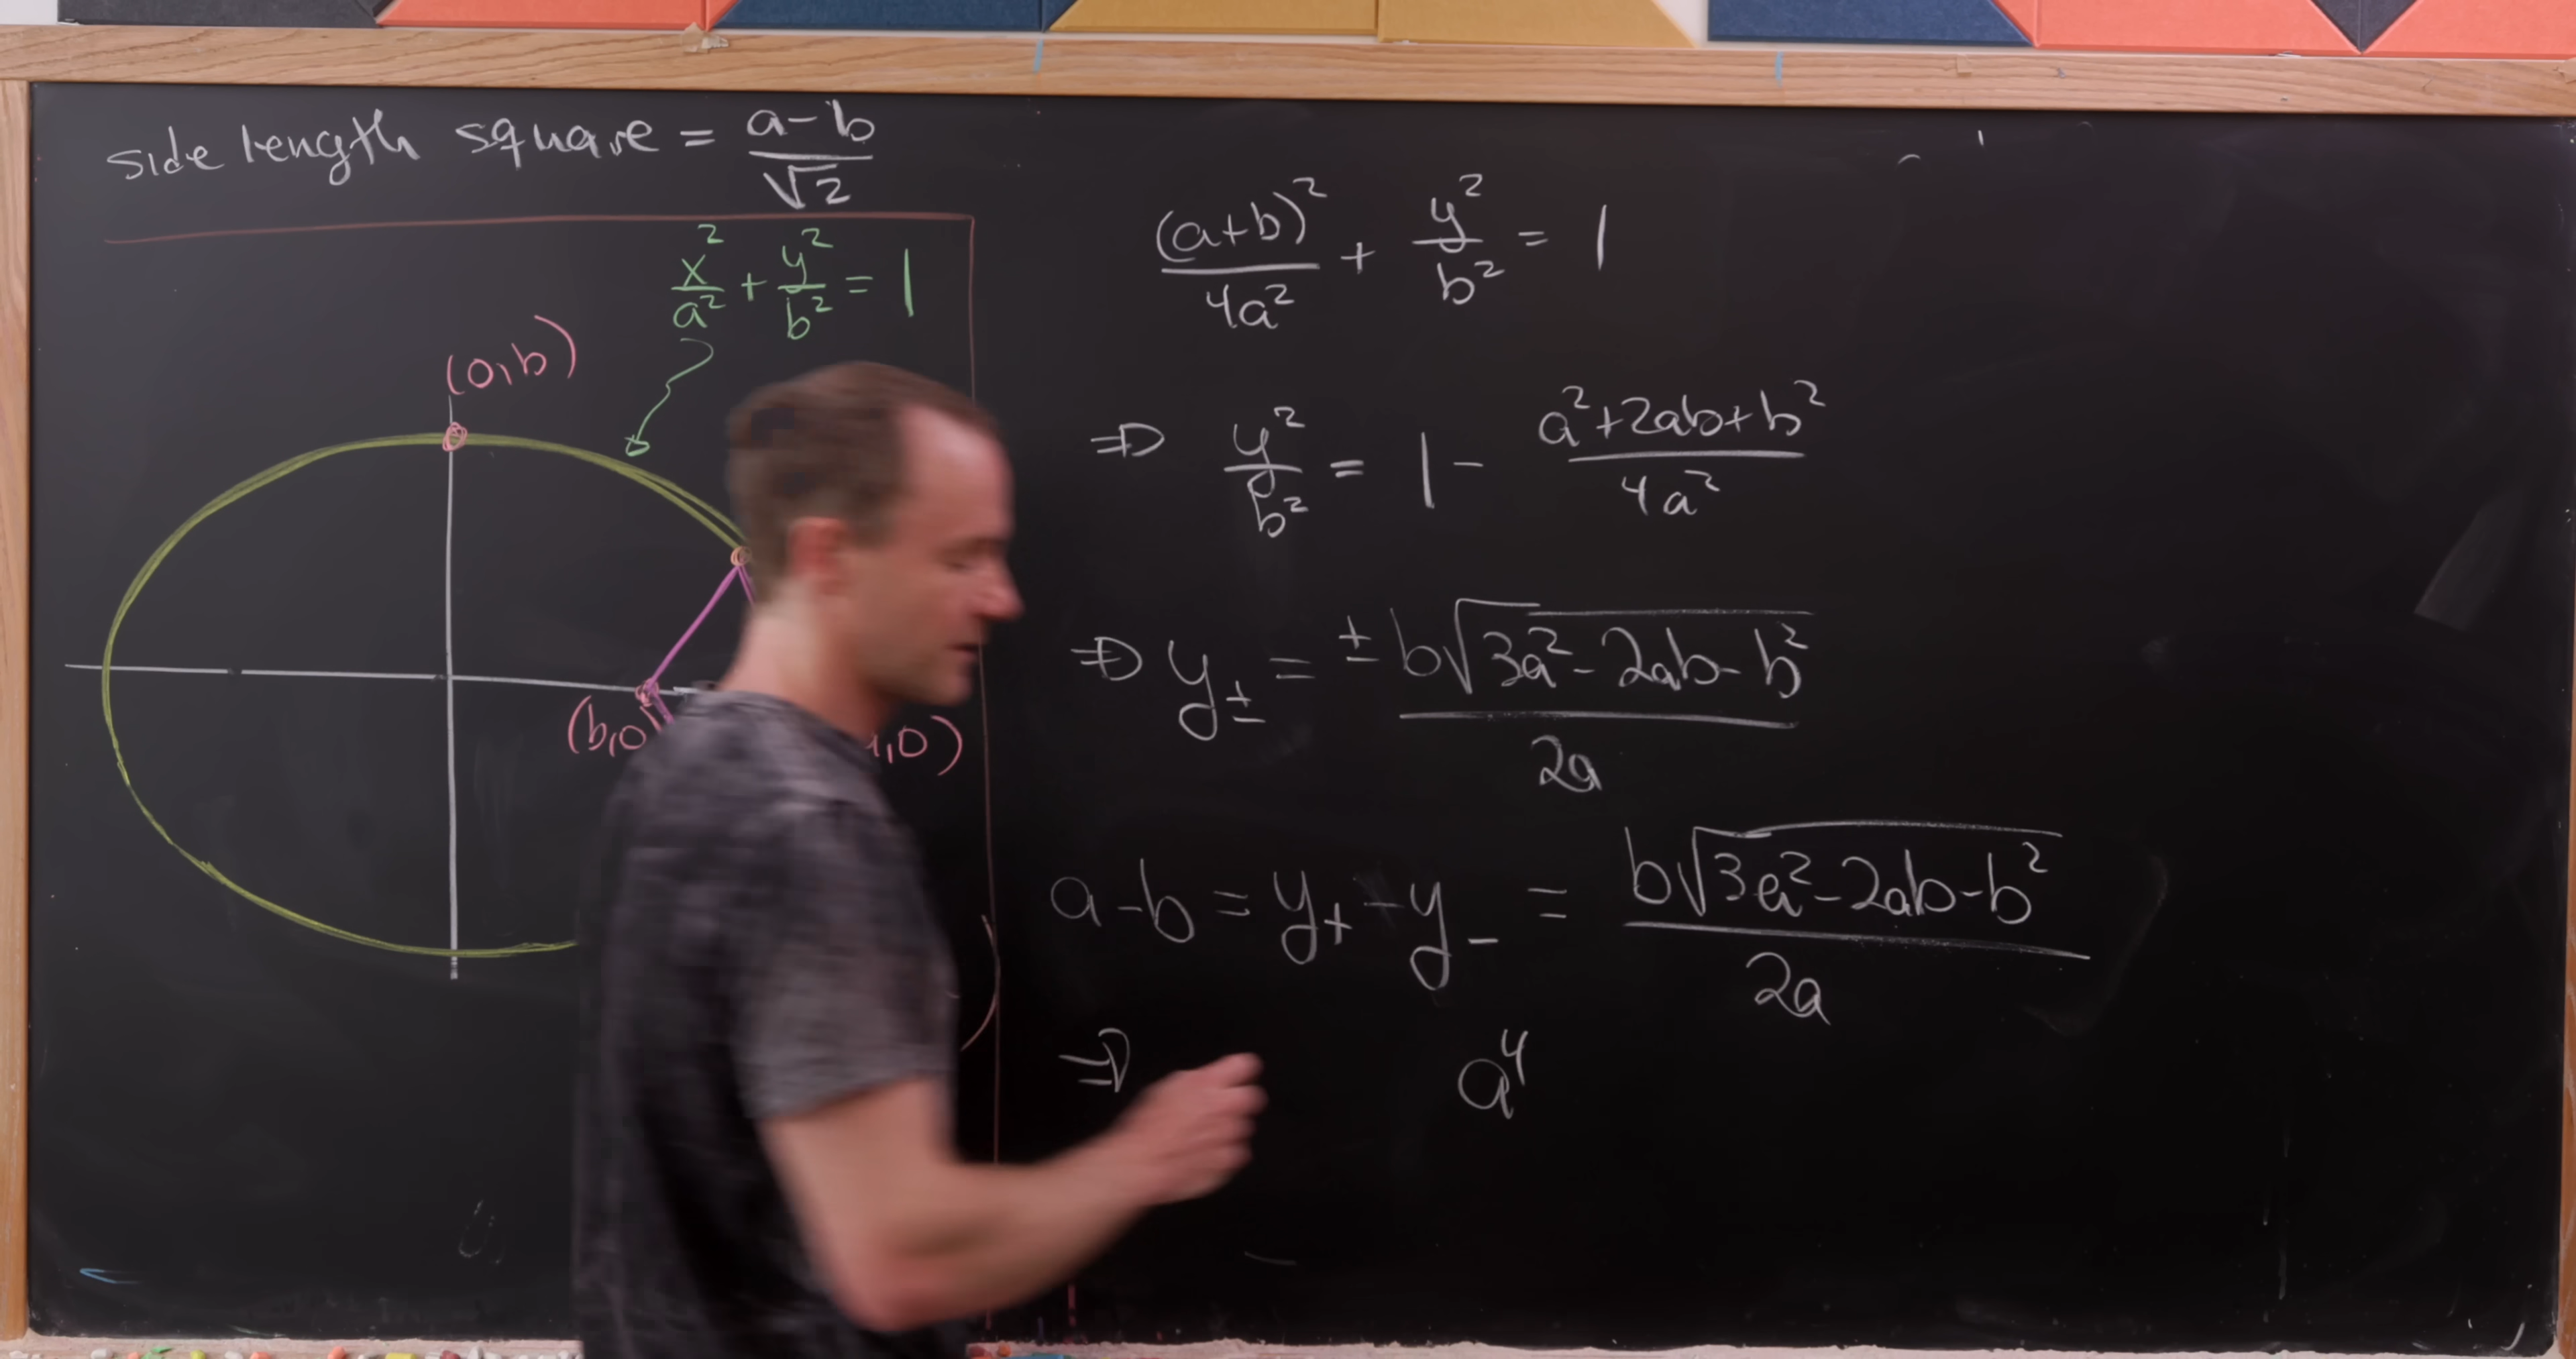 side length square = (a-b)/√2
x²/a² + y²/b² = 1
(0,b)
(b,0
,0)
(a+b)²/4a² + y²/b² = 1
⇒ y²/b² = 1 - (a²+2ab+b²)/4a²
⇒ y± = ± b√(3a²-2ab-b²)/2a
a-b = y₊ - y₋ = b√(3a²-2ab-b²)/2a
⇒ a⁴